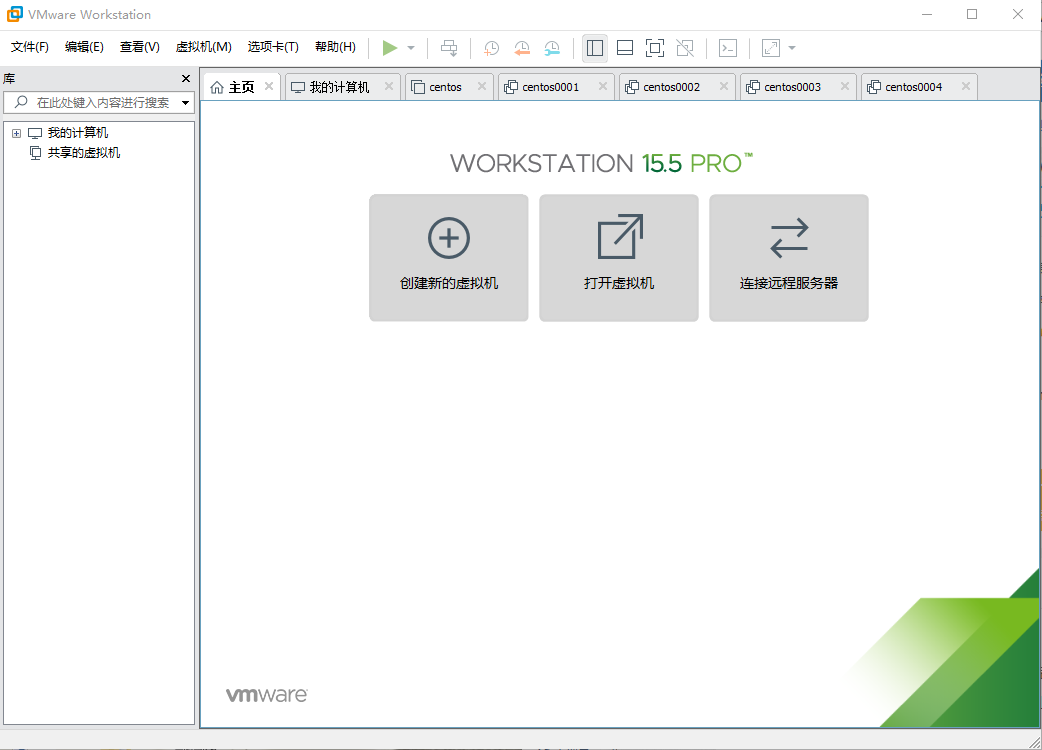 VMware Workstation
文件(F) 编辑(E) 查看(V) 虚拟机(M) 选项卡(T) 帮助(H)
库
在此处键入内容进行搜索
我的计算机
共享的虚拟机
主页 我的计算机 centos centos0001 centos0002 centos0003 centos0004
WORKSTATION 15.5 PRO™
创建新的虚拟机 打开虚拟机 连接远程服务器
vmware